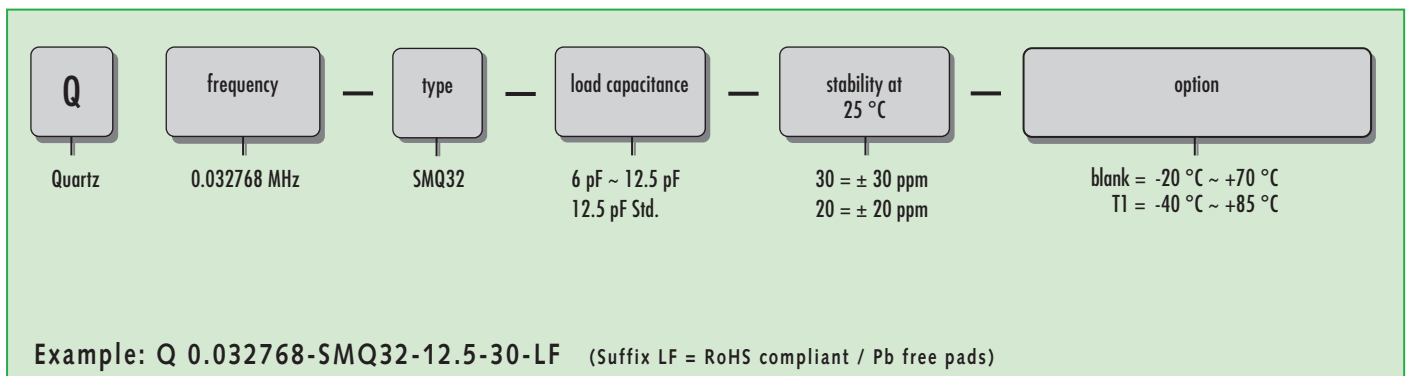 Q
frequency
—
type
—
load capacitance
—
stability at
25 °C
—
option
Quartz
0.032768 MHz
SMQ32
6 pF ~ 12.5 pF
12.5 pF Std.
30 = ± 30 ppm
20 = ± 20 ppm
blank = -20 °C ~ +70 °C
T1 = -40 °C ~ +85 °C
Example: Q 0.032768-SMQ32-12.5-30-LF (Suffix LF = RoHS compliant / Pb free pads)